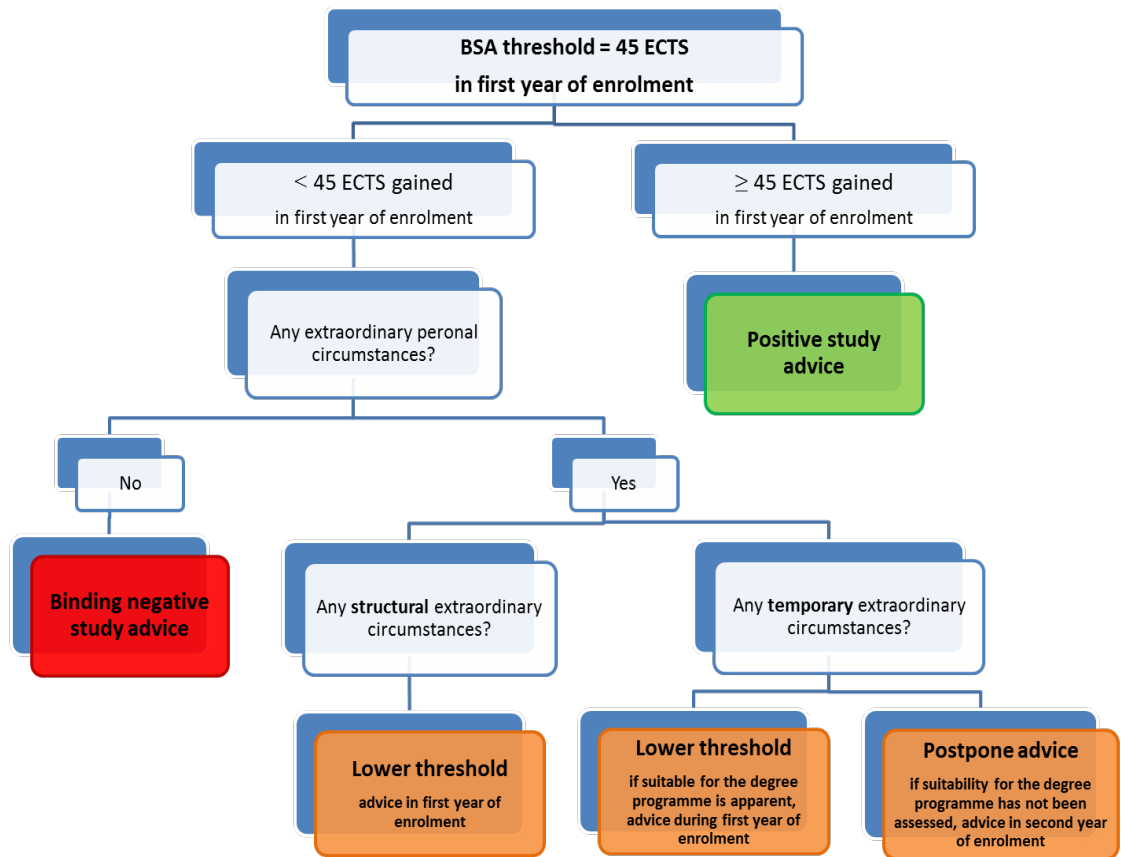 BSA threshold = 45 ECTS
in first year of enrolment
< 45 ECTS gained
in first year of enrolment
≥ 45 ECTS gained
in first year of enrolment
Any extraordinary peronal
circumstances?
Positive study
advice
No
Yes
Binding negative
study advice
Any structural extraordinary
circumstances?
Any temporary extraordinary
circumstances?
Lower threshold
advice in first year of
enrolment
Lower threshold
if suitable for the degree
programme is apparent,
advice during first year of
enrolment
Postpone advice
if suitability for the degree
programme has not been
assessed, advice in second year
of enrolment